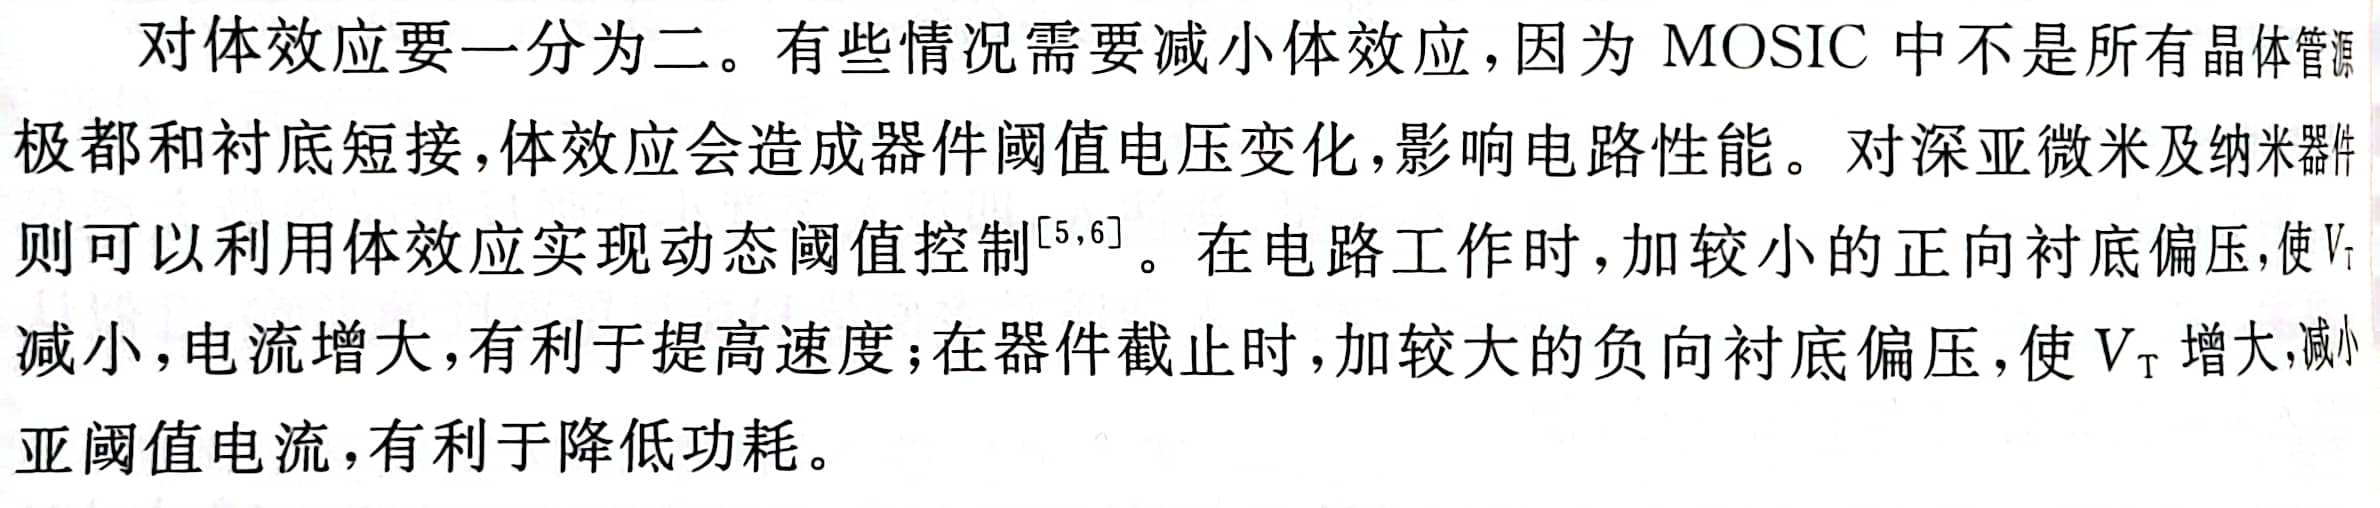 对体效应要一分为二。有些情况需要减小体效应,因为 MOSIC 中不是所有晶体管源
极都和衬底短接,体效应会造成器件阈值电压变化,影响电路性能。对深亚微米及纳米器件
则可以利用体效应实现动态阈值控制[5,6]。在电路工作时,加较小的正向衬底偏压,使 VT
减小,电流增大,有利于提高速度;在器件截止时,加较大的负向衬底偏压,使 VT 增大,减小
亚阈值电流,有利于降低功耗。